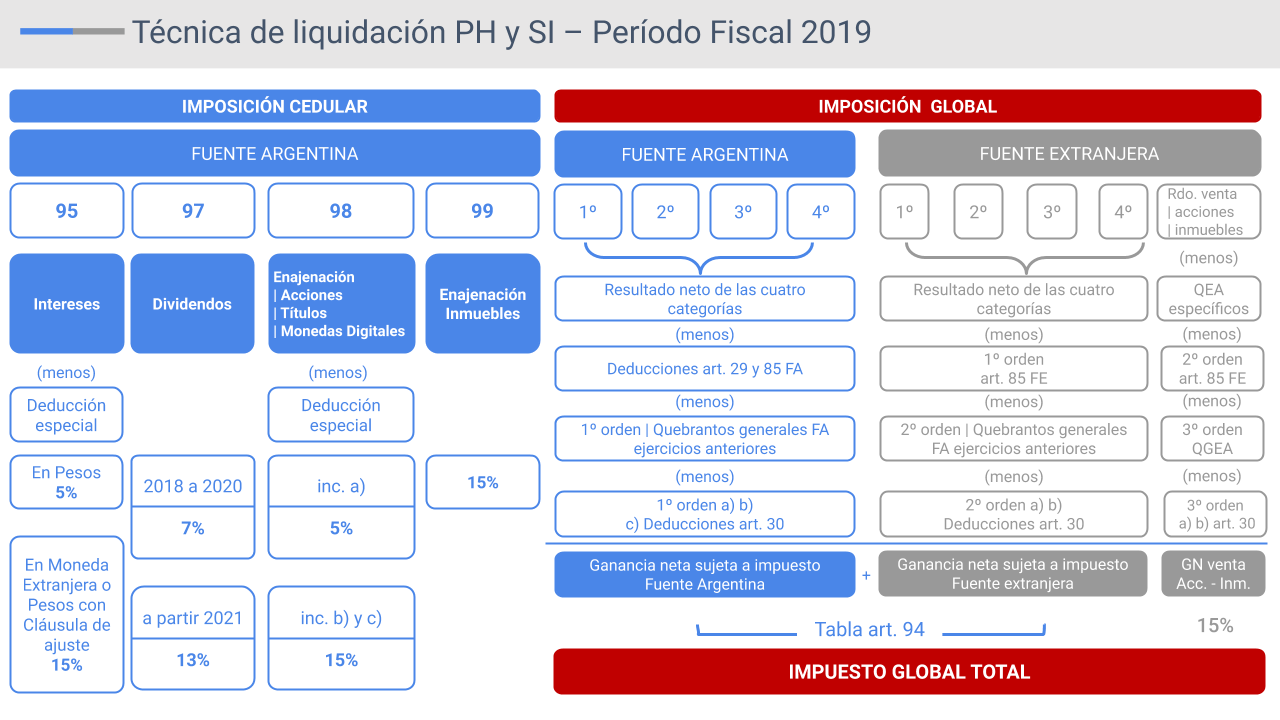 Técnica de liquidación PH y SI – Período Fiscal 2019
IMPOSICIÓN CEDULAR
FUENTE ARGENTINA
95
97
98
99
Intereses
Dividendos
Enajenación
| Acciones
| Títulos
| Monedas Digitales
Enajenación
Inmuebles
(menos)
(menos)
Deducción
especial
Deducción
especial
En Pesos
5%
2018 a 2020
7%
inc. a)
5%
15%
En Moneda
Extranjera o
Pesos con
Cláusula de
ajuste
15%
a partir 2021
13%
inc. b) y c)
15%
IMPOSICIÓN GLOBAL
FUENTE ARGENTINA
1º
2º
3º
4º
Resultado neto de las cuatro
categorías
(menos)
Deducciones art. 29 y 85 FA
(menos)
1º orden | Quebrantos generales FA
ejercicios anteriores
(menos)
1º orden a) b)
c) Deducciones art. 30
Ganancia neta sujeta a impuesto
Fuente Argentina
+
FUENTE EXTRANJERA
1º
2º
3º
4º
Resultado neto de las cuatro
categorías
(menos)
1º orden
art. 85 FE
(menos)
2º orden | Quebrantos generales
FA ejercicios anteriores
(menos)
2º orden a) b)
Deducciones art. 30
Ganancia neta sujeta a impuesto
Fuente extranjera
Rdo. venta
| acciones
| inmuebles
(menos)
QEA
específicos
(menos)
2º orden
art. 85 FE
(menos)
3º orden
QGEA
(menos)
3º orden
a) b) art. 30
GN venta
Acc. - Inm.
Tabla art. 94
15%
IMPUESTO GLOBAL TOTAL